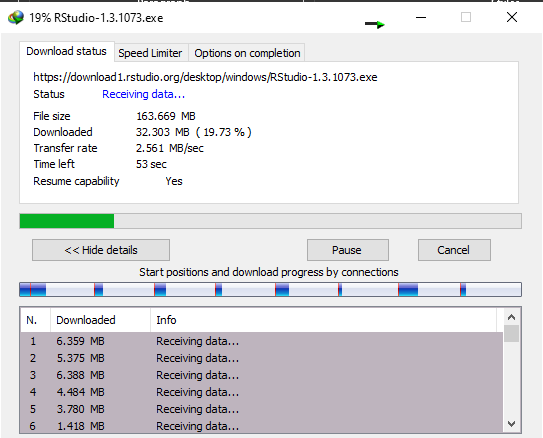 19% RStudio-1.3.1073.exe
Download status Speed Limiter Options on completion
https://download1.rstudio.org/desktop/windows/RStudio-1.3.1073.exe
Status Receiving data...
File size 163.669 MB
Downloaded 32.303 MB ( 19.73 % )
Transfer rate 2.561 MB/sec
Time left 53 sec
Resume capability Yes
<< Hide details Pause Cancel
Start positions and download progress by connections
N. Downloaded Info
1 6.359 MB Receiving data...
2 5.375 MB Receiving data...
3 6.388 MB Receiving data...
4 4.484 MB Receiving data...
5 3.780 MB Receiving data...
6 1.418 MB Receiving data...